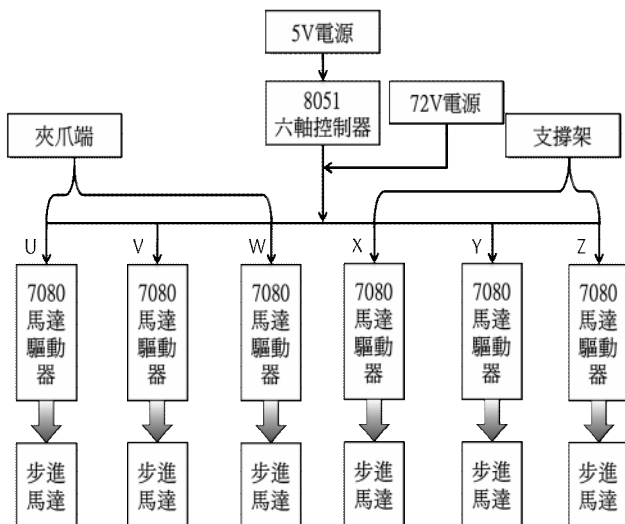 5V電源
8051
六軸控制器
72V電源
夾爪端
支撐架
U
V
W
X
Y
Z
7080
馬達
驅動
器
7080
馬達
驅動
器
7080
馬達
驅動
器
7080
馬達
驅動
器
7080
馬達
驅動
器
7080
馬達
驅動
器
步進
馬達
步進
馬達
步進
馬達
步進
馬達
步進
馬達
步進
馬達